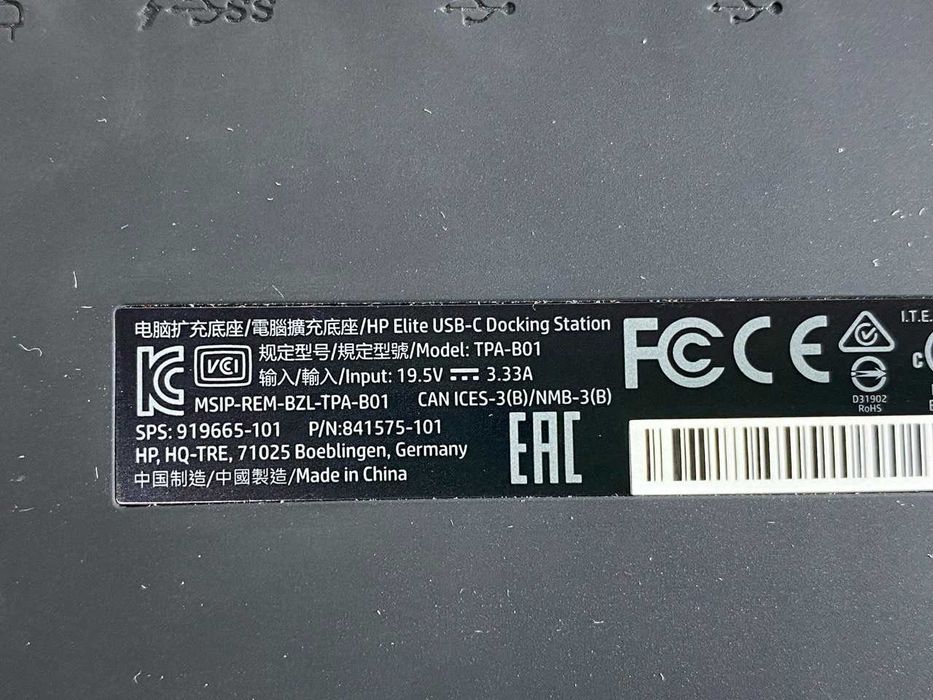 SS
电脑扩充底座/電腦擴充底座/HP Elite USB-C Docking Station
规定型号/規定型號/Model: TPA-B01
输入/輸入/Input: 19.5V 3.33A
VCI
MSIP-REM-BZL-TPA-B01 CAN ICES-3(B)/NMB-3(B)
SPS: 919665-101 P/N:841575-101
HP, HQ-TRE, 71025 Boeblingen, Germany
中国制造/中國製造/Made in China
EAC
FC CE
I.T.E.
D31902
RoHS